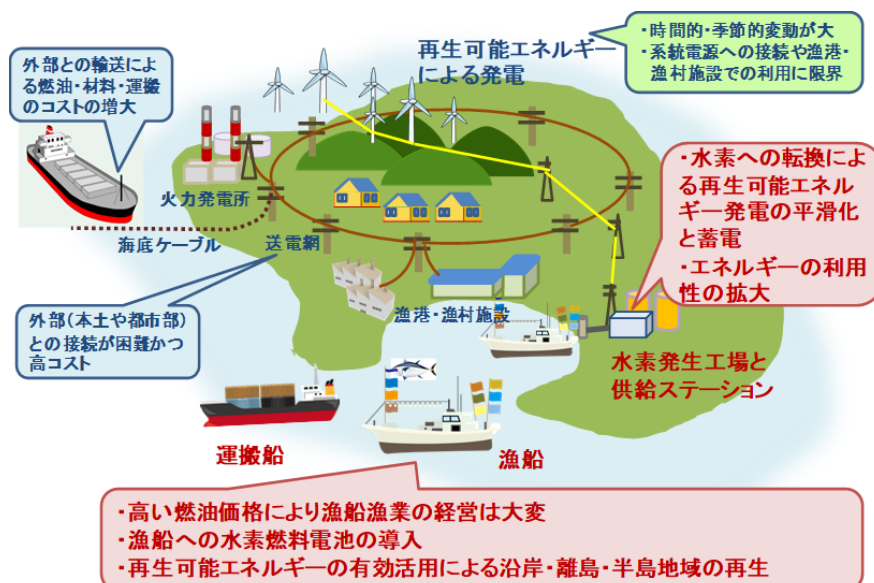 ・時間的・季節的変動が大
・系統電源への接続や漁港・
漁村施設での利用に限界
再生可能エネルギー
による発電
外部との輸送によ
る燃油・材料・運搬
のコストの増大
・水素への転換によ
る再生可能エネル
ギー発電の平滑化
と蓄電
・エネルギーの利用
性の拡大
火力発電所
海底ケーブル
送電網
外部(本土や都市部)
との接続が困難かつ
高コスト
漁港・漁村施設
水素発生工場と
供給ステーション
運搬船
漁船
・高い燃油価格により漁船漁業の経営は大変
・漁船への水素燃料電池の導入
・再生可能エネルギーの有効活用による沿岸・離島・半島地域の再生